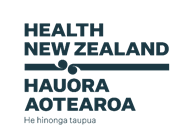 HEALTH
NEW ZEALAND
HAUORA
AOTEAROA
He hinonga taupua